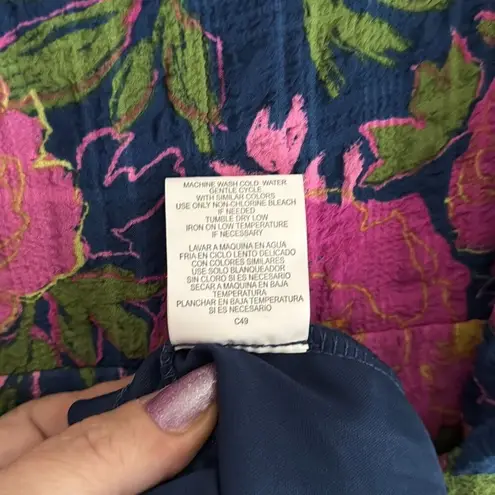 MACHINE WASH COLD WATER
GENTLE CYCLE
WITH SIMILAR COLORS
USE ONLY NON-CHLORINE BLEACH
IF NEEDED
TUMBLE DRY LOW
IRON ON LOW TEMPERATURE
IF NECESSARY
LAVAR A MAQUINA EN AGUA
FRIA EN CICLO LENTO DELICADO
CON COLORES SIMILARES
USE SOLO BLANQUEADOR
SIN CLORO SI ES NECESARIO
SECAR A MAQUINA EN BAJA
TEMPERATURA
PLANCHAR EN BAJA TEMPERATURA
SI ES NECESARIO
C49